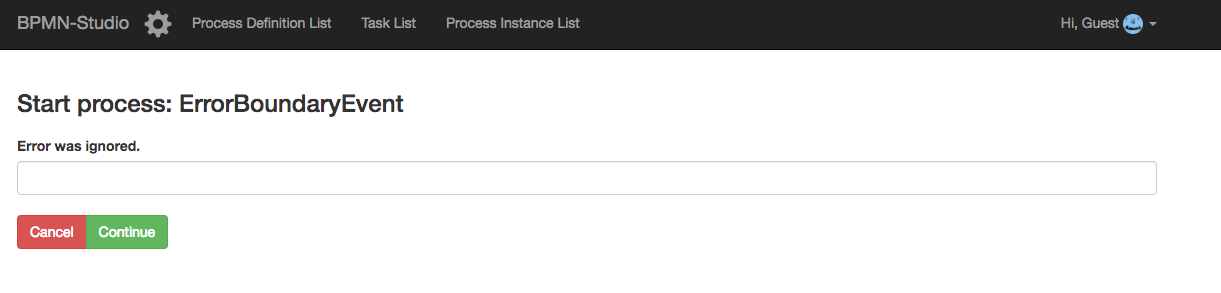 BPMN-Studio Process Definition List Task List Process Instance List Hi, Guest
Start process: ErrorBoundaryEvent
Error was ignored.
Cancel Continue